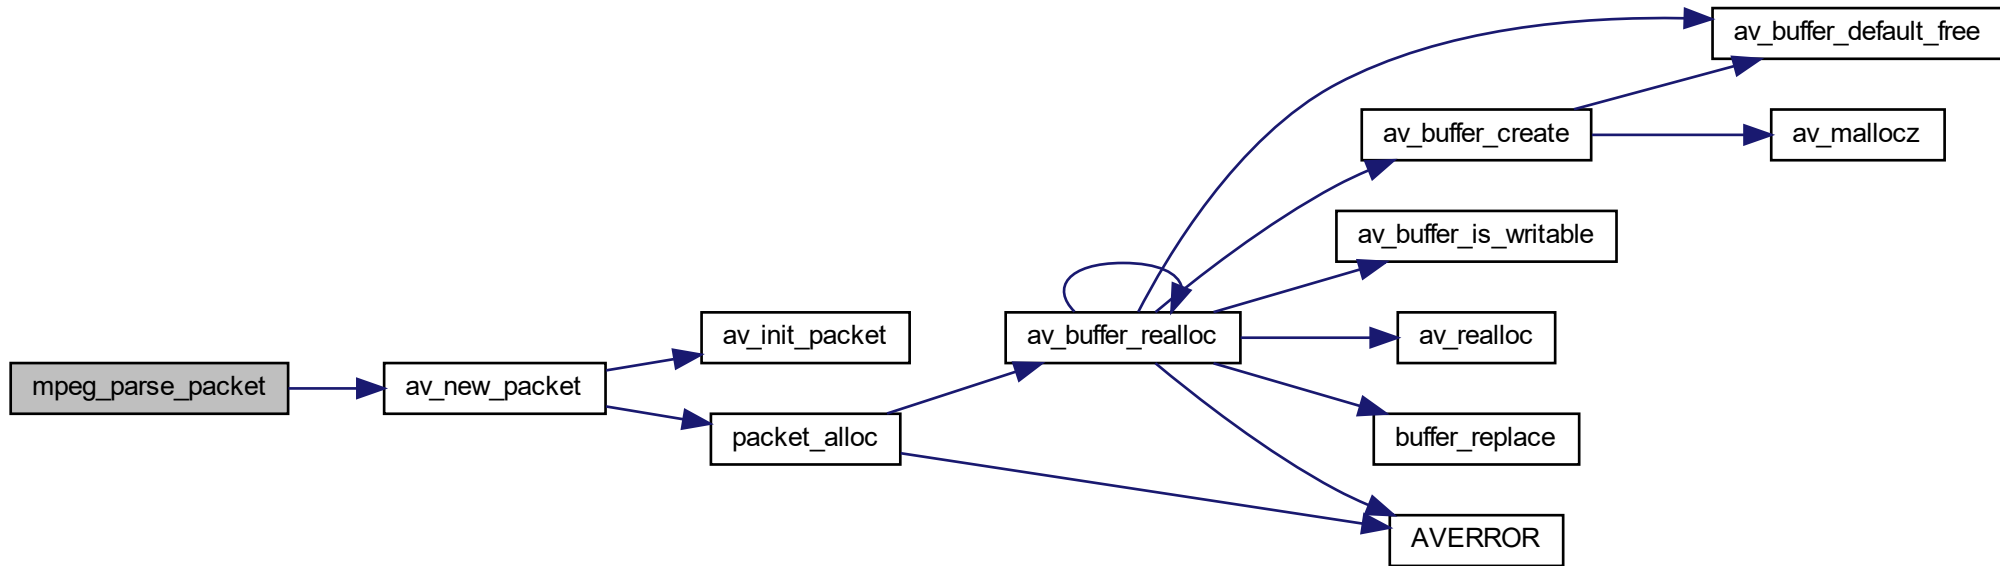 av_buffer_default_free
av_buffer_create
av_mallocz
av_buffer_is_writable
av_init_packet
av_buffer_realloc
av_realloc
mpeg_parse_packet
av_new_packet
packet_alloc
buffer_replace
AVERROR